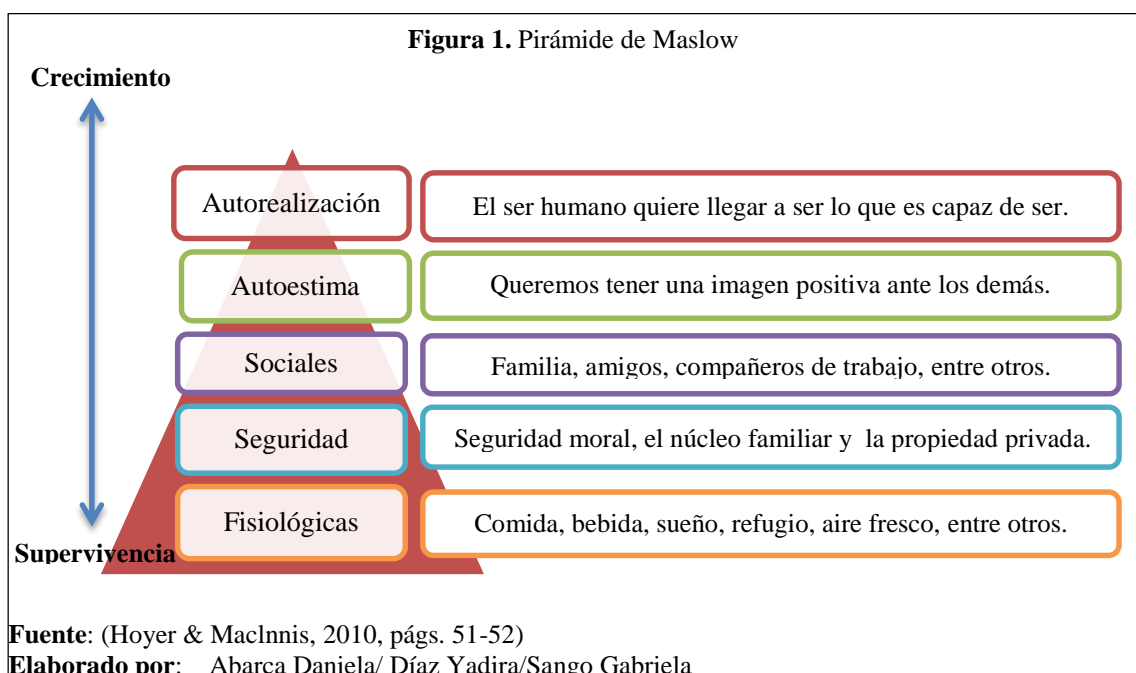 Figura 1. Pirámide de Maslow
Crecimiento
Autorealización
El ser humano quiere llegar a ser lo que es capaz de ser.
Autoestima
Queremos tener una imagen positiva ante los demás.
Sociales
Familia, amigos, compañeros de trabajo, entre otros.
Seguridad
Seguridad moral, el núcleo familiar y  la propiedad privada.
Fisiológicas
Comida, bebida, sueño, refugio, aire fresco, entre otros.
Supervivencia
Fuente: (Hoyer & MacInnis, 2010, págs. 51-52)
Elaborado por: Abarca Daniela/ Díaz Yadira/Sango Gabriela